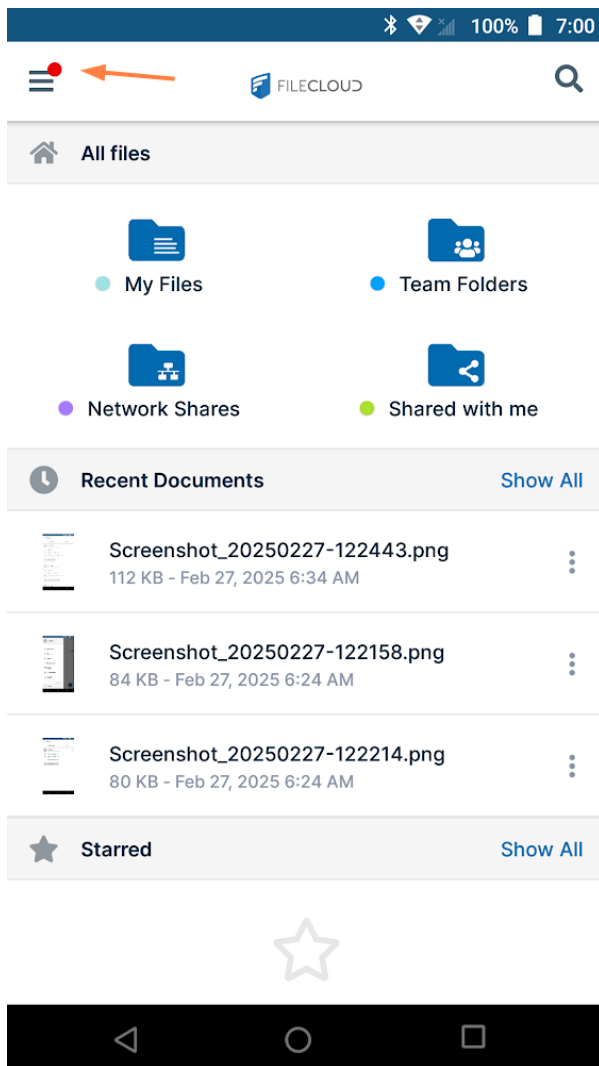 100% 7:00
FILECLOUD
All files
My Files
Team Folders
Network Shares
Shared with me
Recent Documents Show All
Screenshot_20250227-122443.png
112 KB - Feb 27, 2025 6:34 AM
Screenshot_20250227-122158.png
84 KB - Feb 27, 2025 6:24 AM
Screenshot_20250227-122214.png
80 KB - Feb 27, 2025 6:24 AM
Starred Show All